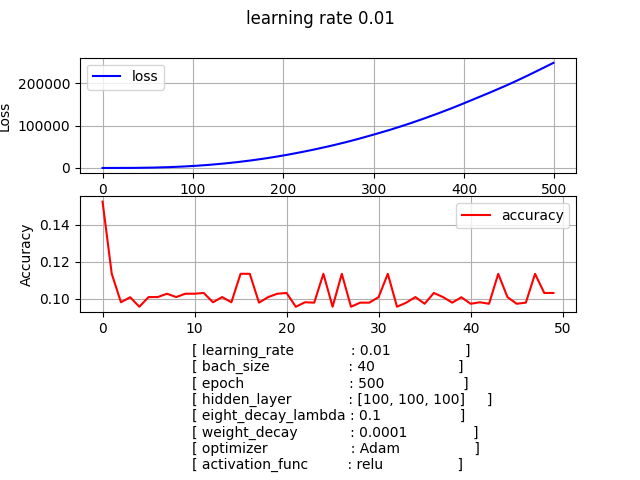 learning rate 0.01
loss
Loss
200000
100000
0
0 100 200 300 400 500
accuracy
Accuracy
0.14
0.12
0.10
0 10 20 30 40 50
[ learning_rate : 0.01 ]
[ bach_size : 40 ]
[ epoch : 500 ]
[ hidden_layer : [100, 100, 100] ]
[ eight_decay_lambda : 0.1 ]
[ weight_decay : 0.0001 ]
[ optimizer : Adam ]
[ activation_func : relu ]